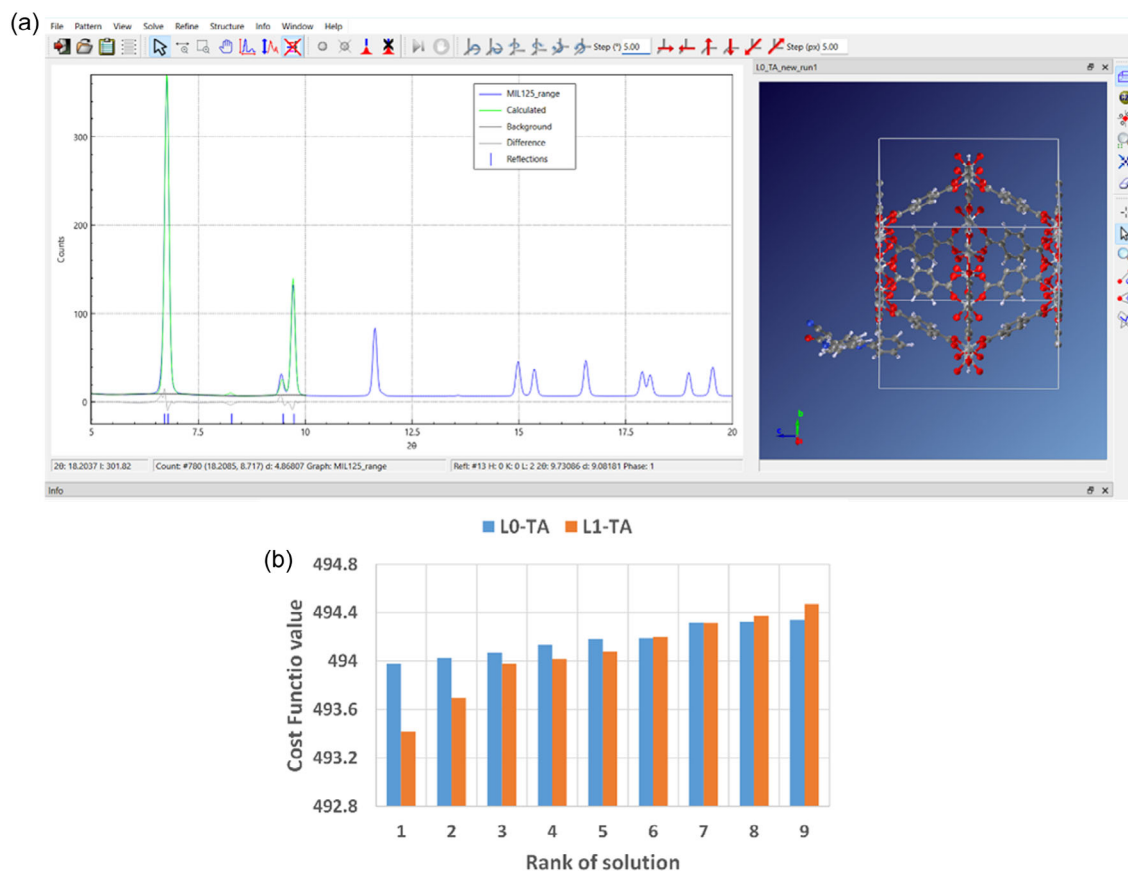 (a)
File Pattern View Solve Refine Structure Info Window Help
Step (°) 5.00 Step (px) 5.00
L0_TA_new_run1
MIL125_range
Calculated
Background
Difference
Reflections
Counts
300
200
100
0
5 7.5 10 12.5 15 17.5 20
2θ
b
c
2θ: 18.2037 I: 301.82 Count: #780 (18.2085, 8.717) d: 4.86807 Graph: MIL125_range Refl: #13 H: 0 K: 0 L: 2 2θ: 9.73086 d: 9.08181 Phase: 1
Info
L0-TA L1-TA
(b)
Cost Functio value
494.8
494.4
494
493.6
493.2
492.8
1 2 3 4 5 6 7 8 9
Rank of solution